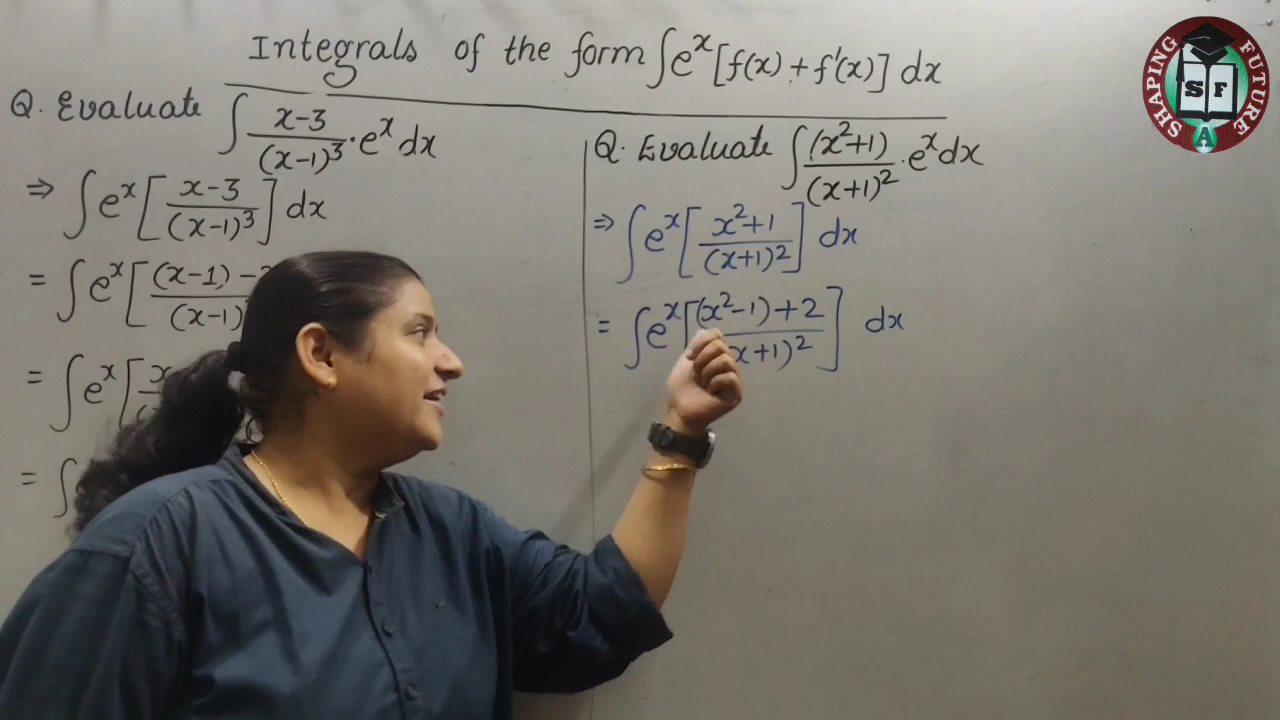 Integrals of the form ∫eˣ[f(x) + f'(x)] dx
Q. Evaluate ∫ (x-3)/(x-1)³ · eˣ dx
⇒ ∫eˣ[(x-3)/(x-1)³] dx
= ∫eˣ[(x-1) -
(x-1)
= ∫eˣ[
= ∫
Q. Evaluate ∫ (x²+1)/(x+1)² · eˣ dx
⇒ ∫eˣ[(x²+1)/(x+1)²] dx
= ∫eˣ[((x²-1)+2)/(x+1)²] dx
SHAPING FUTURE
S F
A